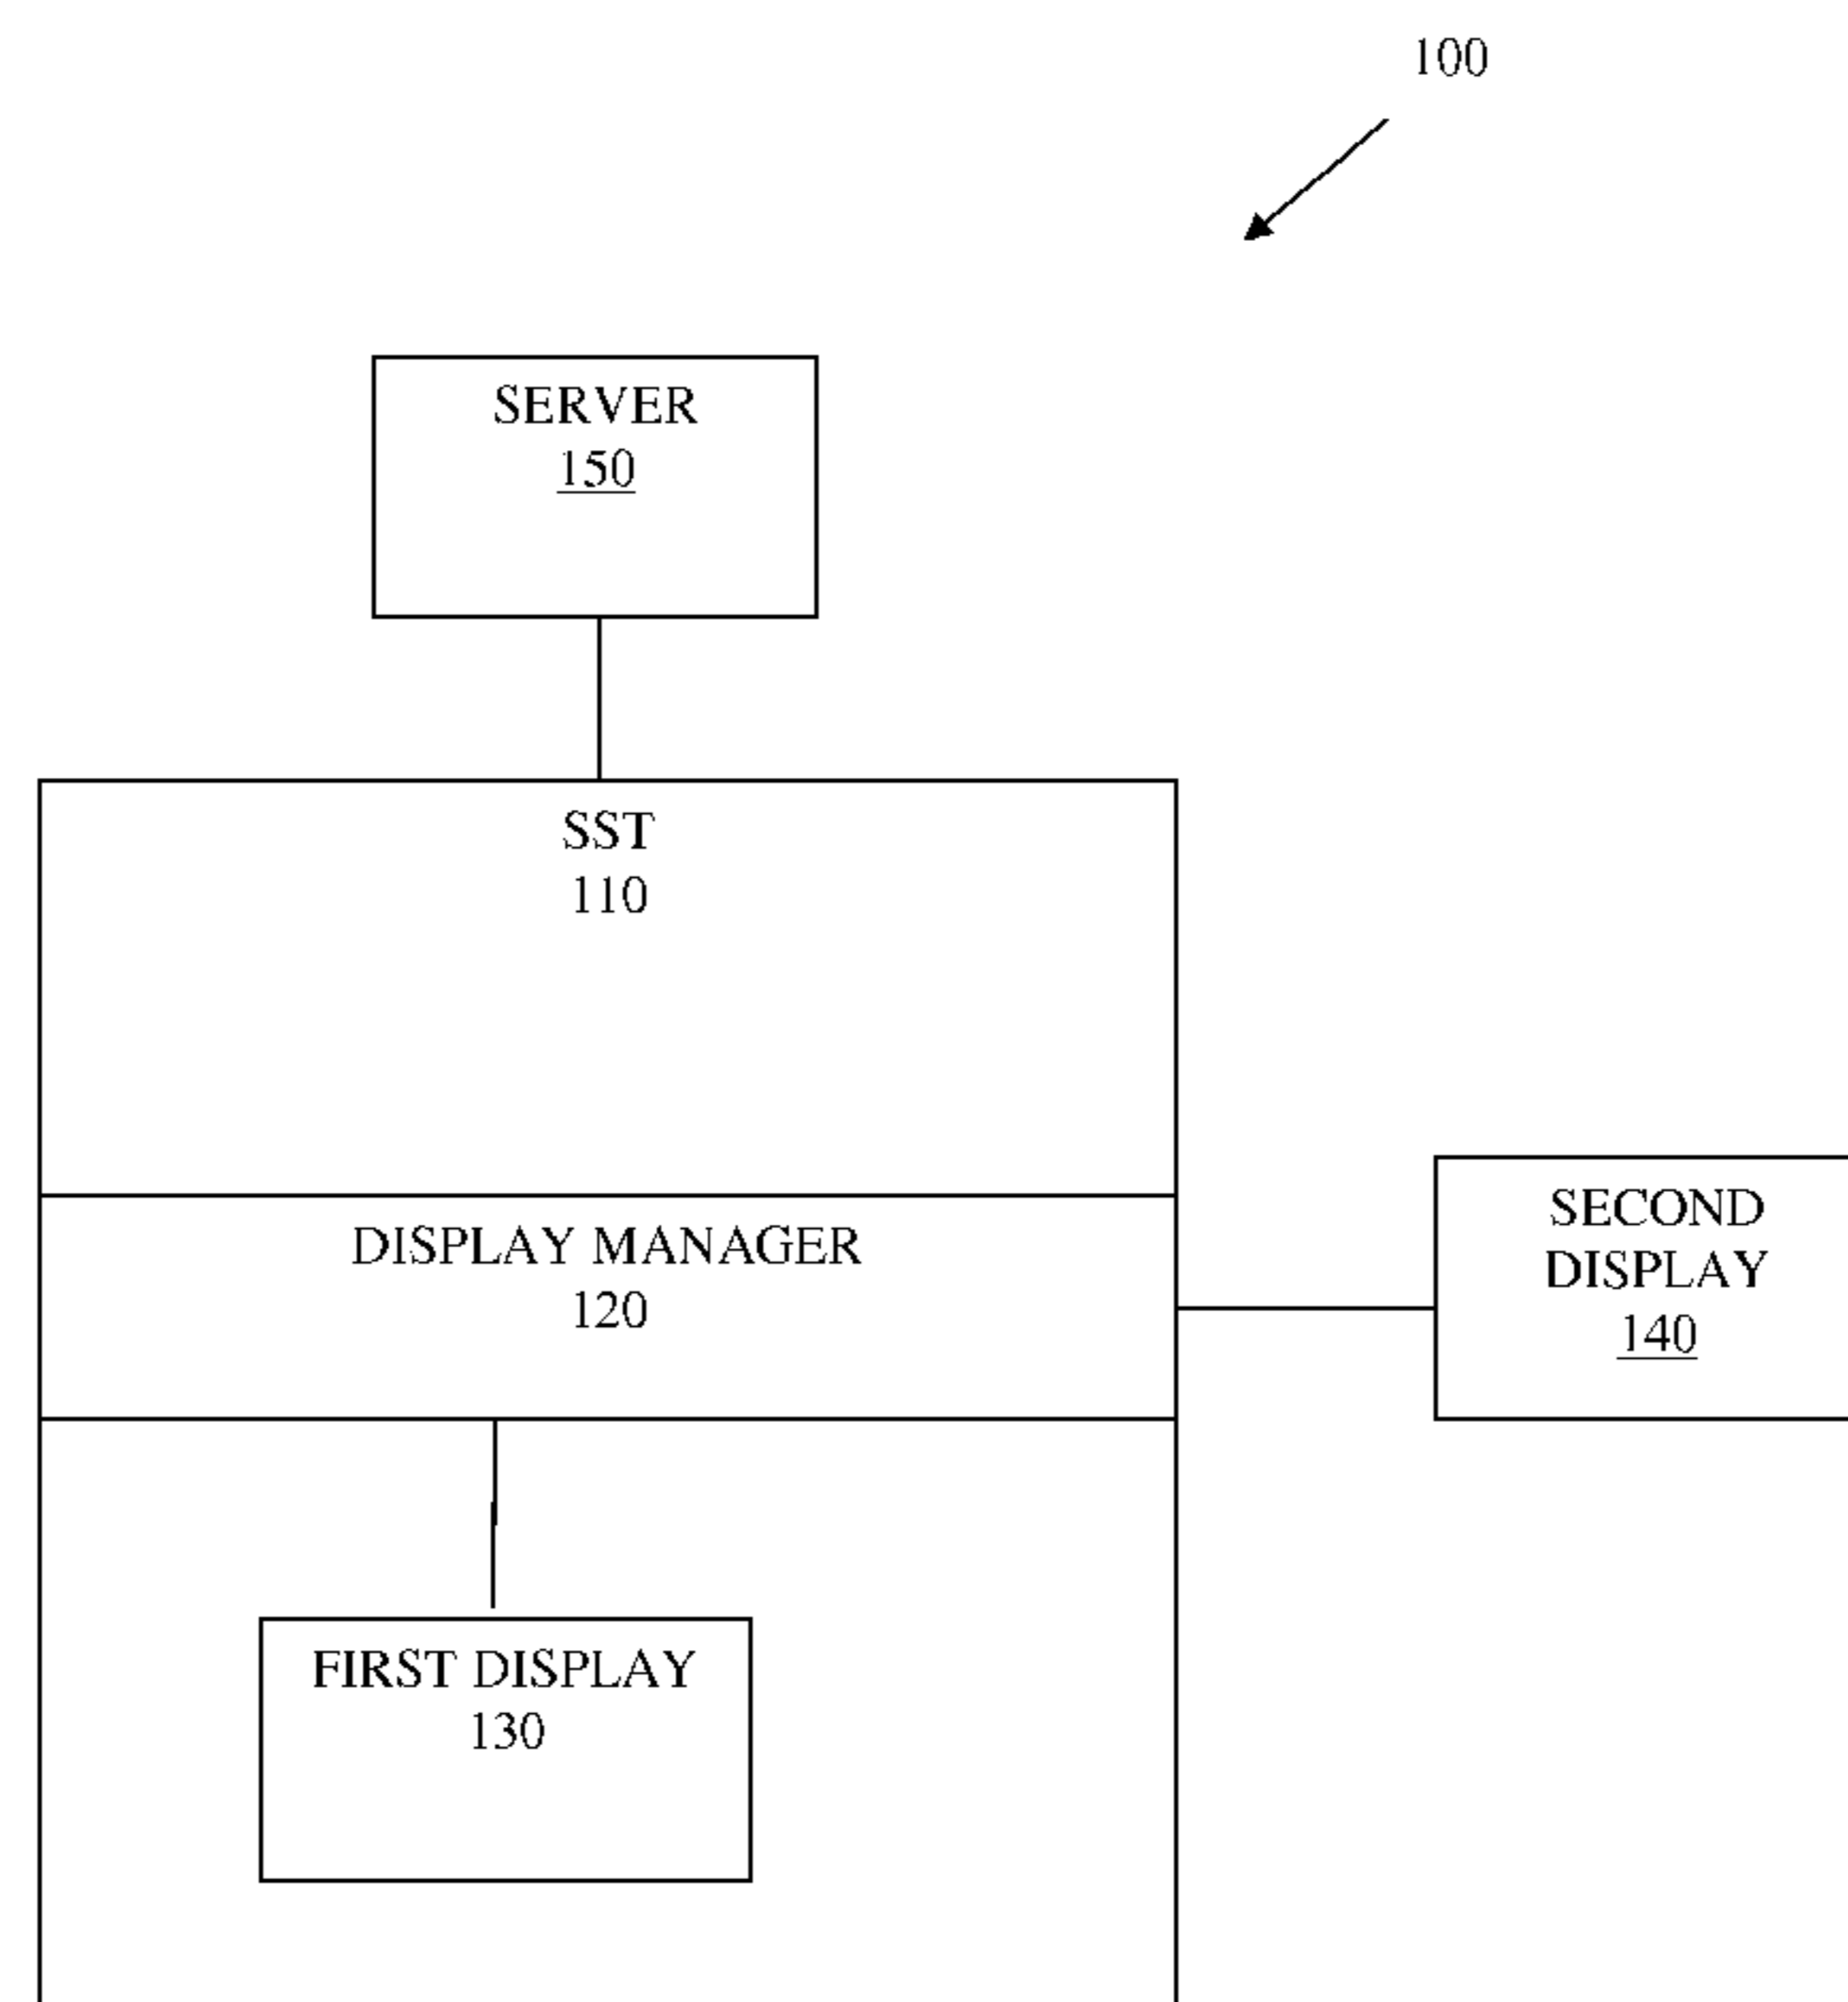 100
SERVER
150
SST
110
DISPLAY MANAGER
120
SECOND
DISPLAY
140
FIRST DISPLAY
130